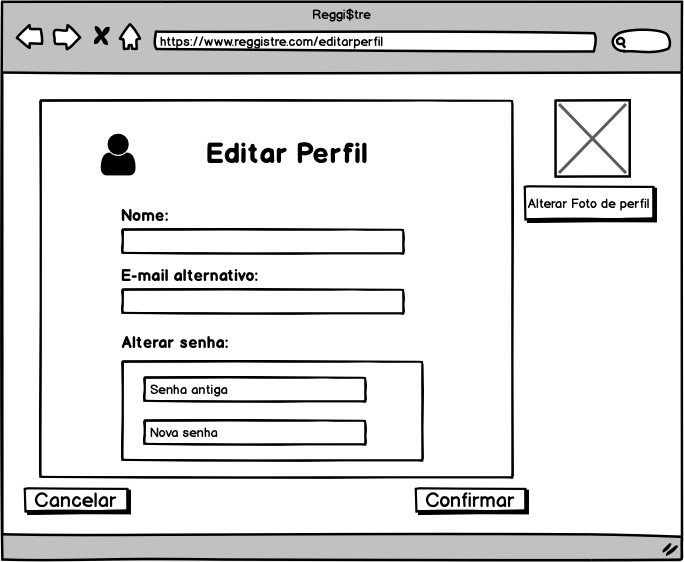 Reggi$tre
https://www.reggistre.com/editarperfil
Editar Perfil
Alterar Foto de perfil
Nome:
E-mail alternativo:
Alterar senha:
Senha antiga
Nova senha
Cancelar
Confirmar